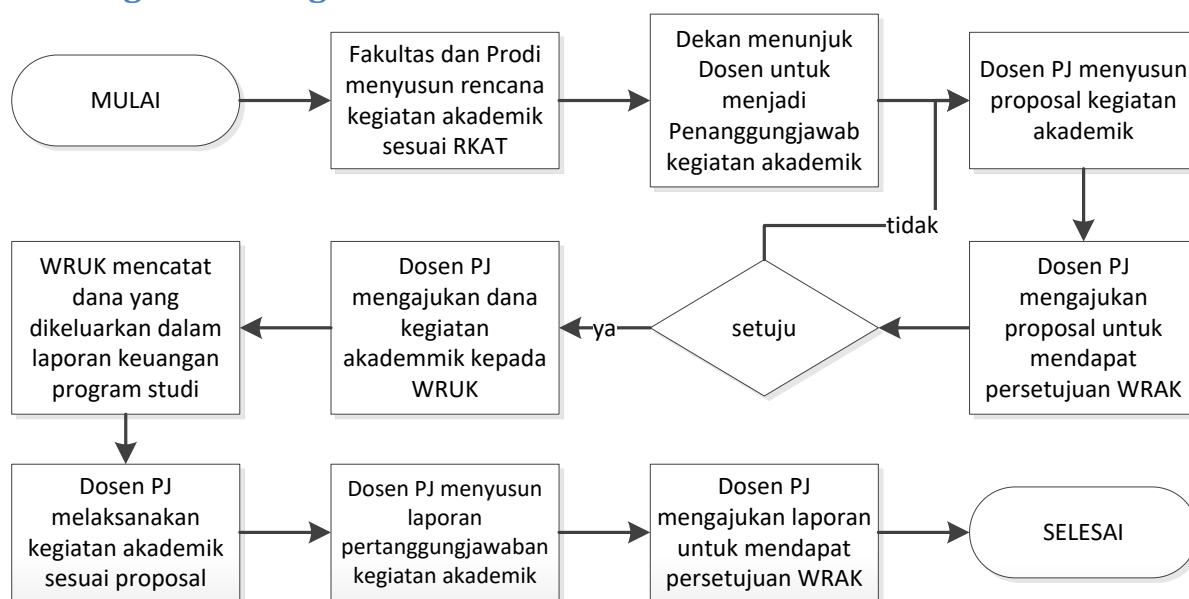 MULAI
Fakultas dan Prodi
menyusun rencana
kegiatan akademik
sesuai RKAT
Dekan menunjuk
Dosen untuk
menjadi
Penanggungjawab
kegiatan akademik
Dosen PJ menyusun
proposal kegiatan
akademik
tidak
Dosen PJ
mengajukan
proposal untuk
mendapat
persetujuan WRAK
setuju
ya
Dosen PJ
mengajukan dana
kegiatan
akademmik kepada
WRUK
WRUK mencatat
dana yang
dikeluarkan dalam
laporan keuangan
program studi
Dosen PJ
melaksanakan
kegiatan akademik
sesuai proposal
Dosen PJ menyusun
laporan
pertanggungjawaban
kegiatan akademik
Dosen PJ
mengajukan laporan
untuk mendapat
persetujuan WRAK
SELESAI